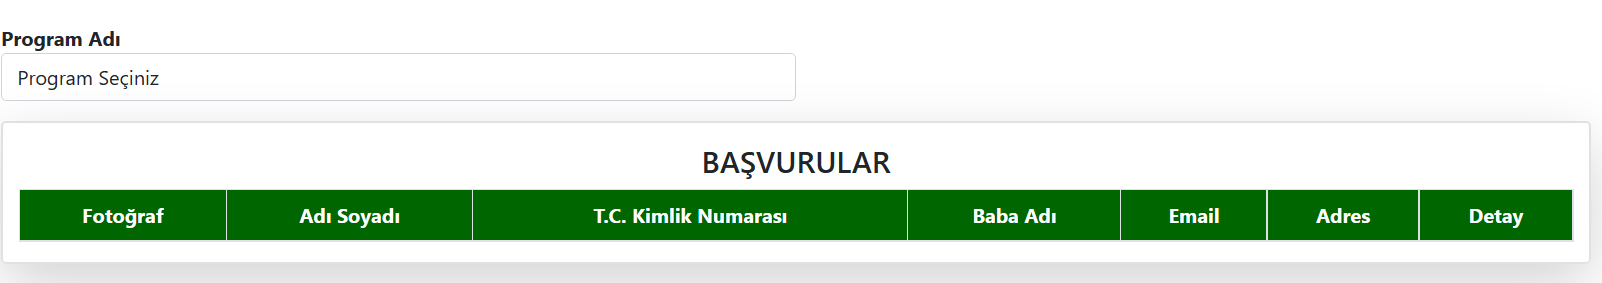 Program Adı
Program Seçiniz
BAŞVURULAR
Fotoğraf Adı Soyadı T.C. Kimlik Numarası Baba Adı Email Adres Detay